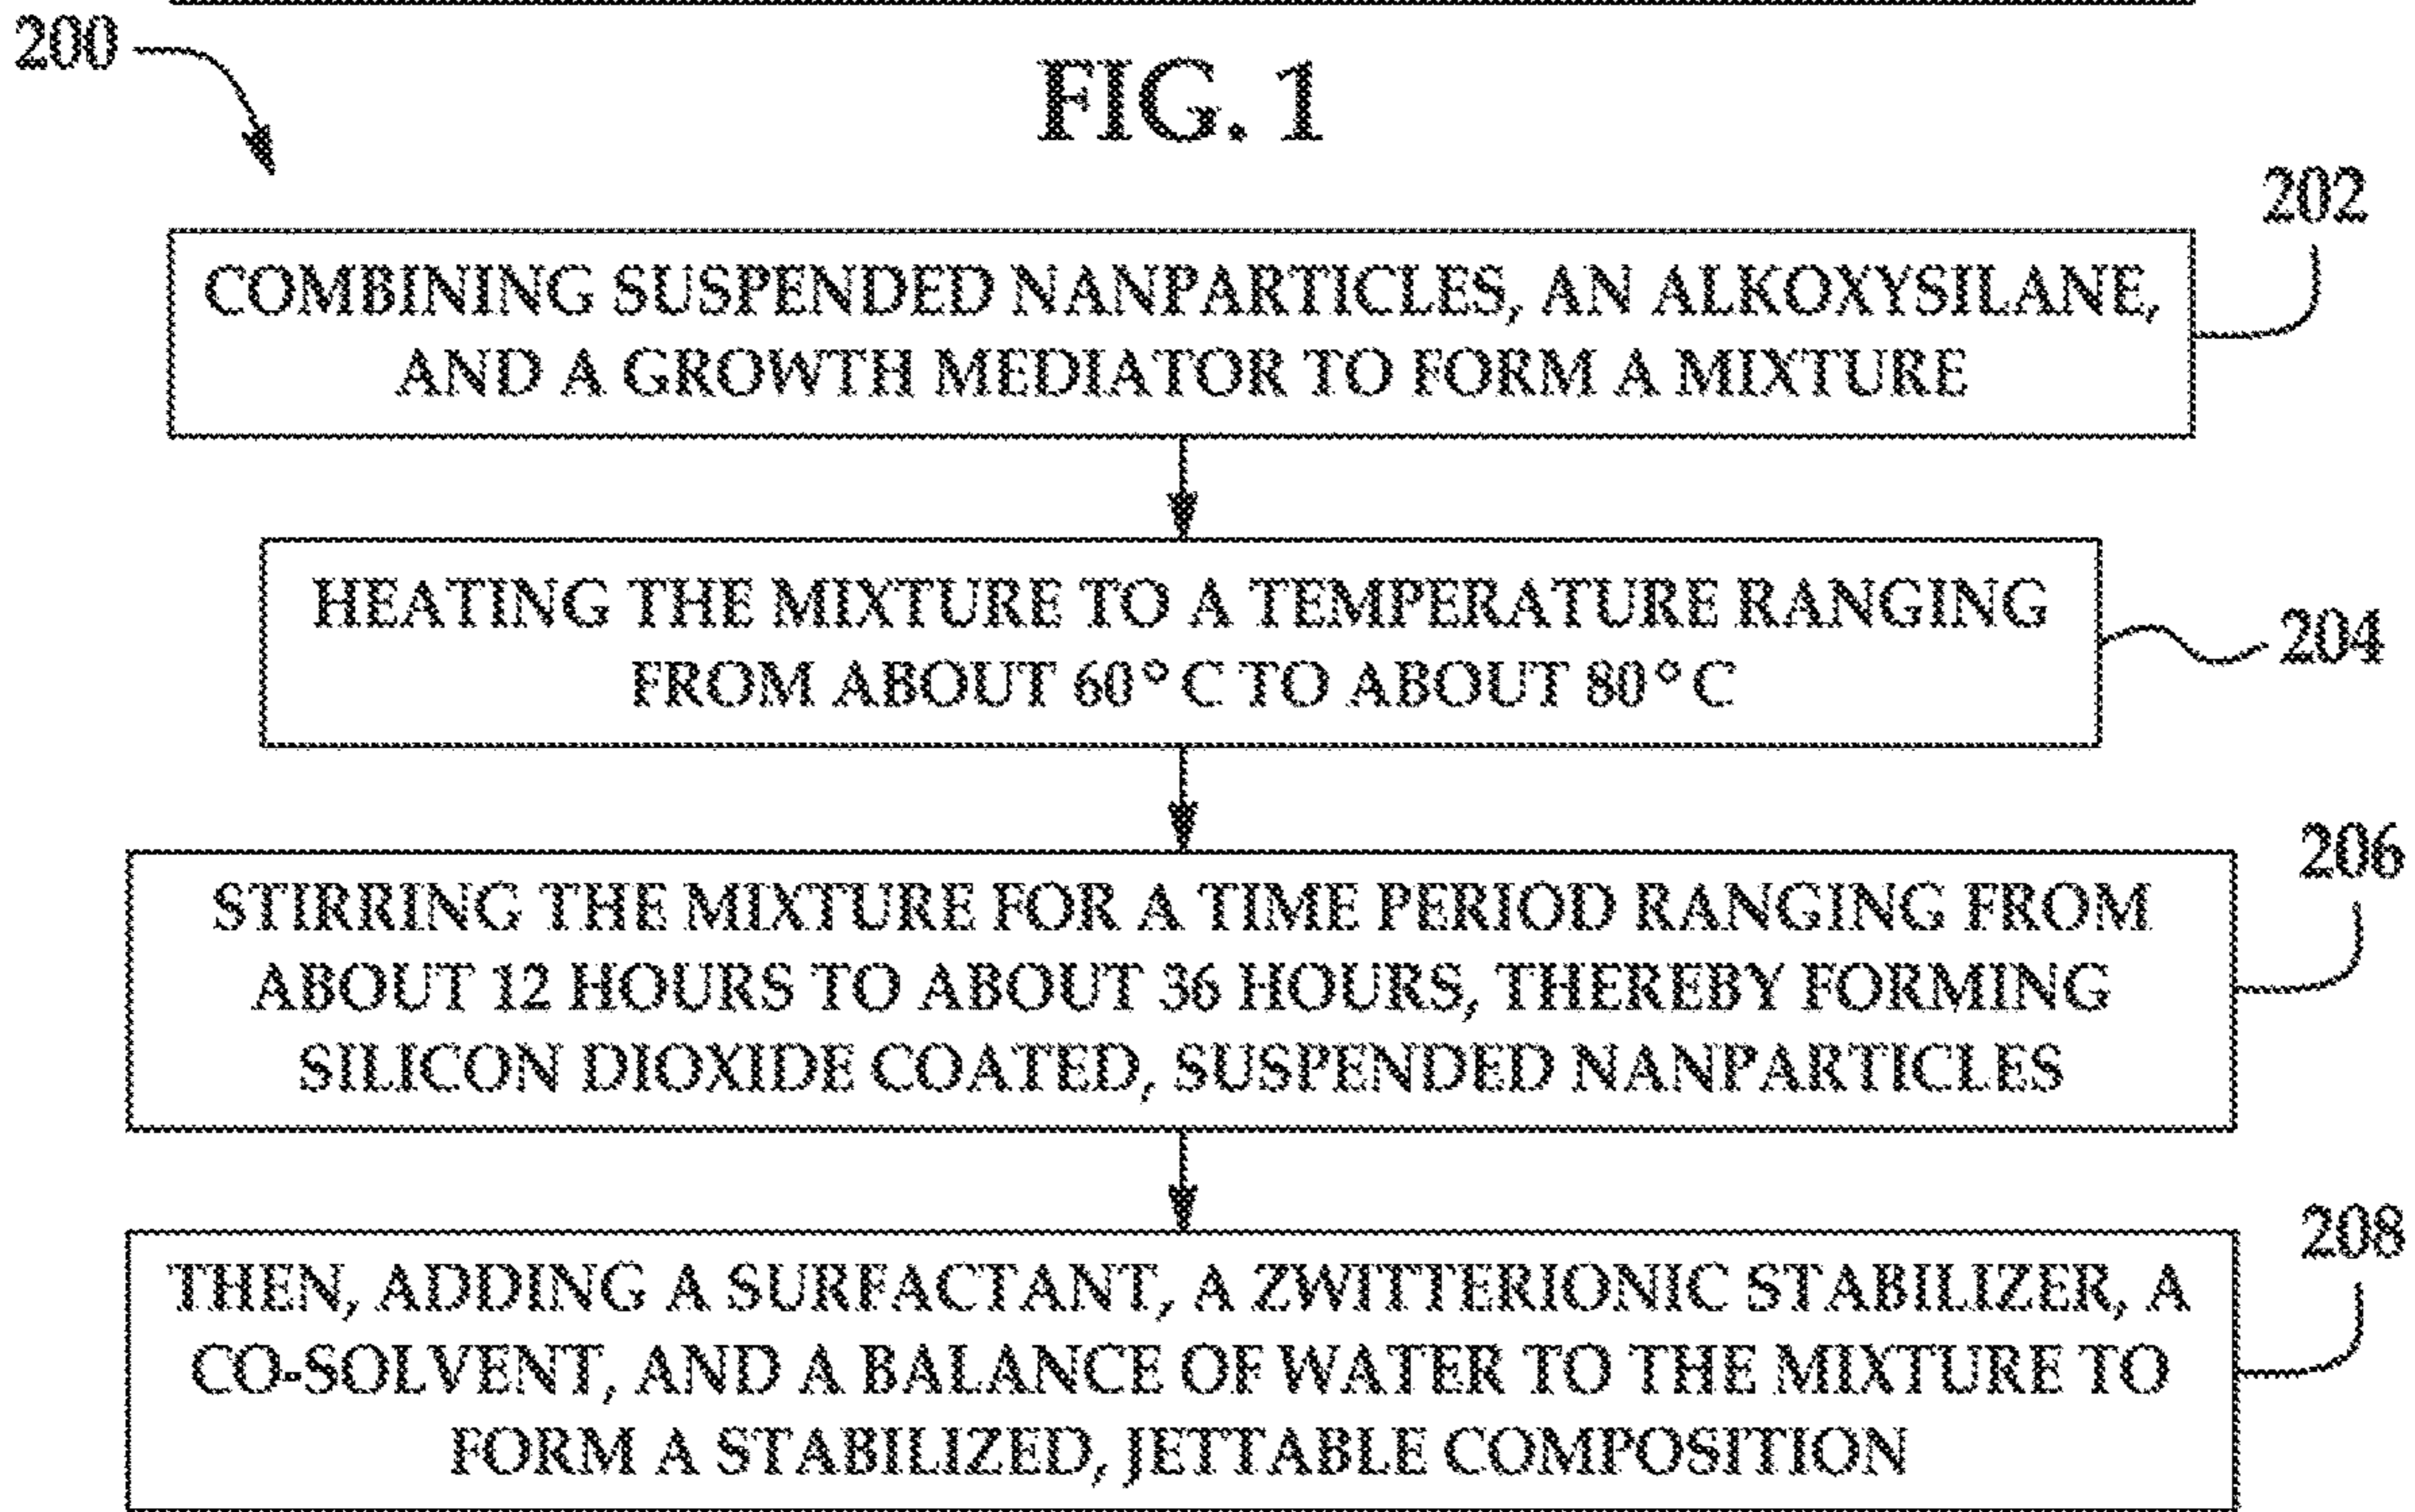 200
FIG. 1
202
COMBINING SUSPENDED NANPARTICLES, AN ALKOXYSILANE,
AND A GROWTH MEDIATOR TO FORM A MIXTURE
HEATING THE MIXTURE TO A TEMPERATURE RANGING
FROM ABOUT 60°C TO ABOUT 80°C
204
206
STIRRING THE MIXTURE FOR A TIME PERIOD RANGING FROM
ABOUT 12 HOURS TO ABOUT 36 HOURS, THEREBY FORMING
SILICON DIOXIDE COATED, SUSPENDED NANPARTICLES
208
THEN, ADDING A SURFACTANT, A ZWITTERIONIC STABILIZER, A
CO-SOLVENT, AND A BALANCE OF WATER TO THE MIXTURE TO
FORM A STABILIZED, JETTABLE COMPOSITION